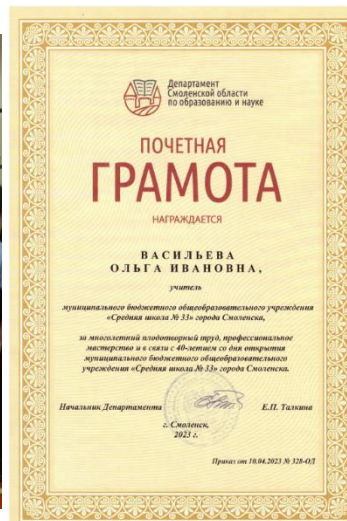 Департамент
Смоленской области
по образованию и науке
ПОЧЕТНАЯ
ГРАМОТА
НАГРАЖДАЕТСЯ
ВАСИЛЬЕВА
ОЛЬГА ИВАНОВНА,
учитель
муниципального бюджетного общеобразовательного учреждения
«Средняя школа № 33» города Смоленска,
за многолетний плодотворный труд, профессиональное
мастерство и в связи с 40-летием со дня открытия
муниципального бюджетного общеобразовательного
учреждения «Средняя школа № 33» города Смоленска.
Начальник Департамента Е.П. Талкина
г. Смоленск,
2023 г.
Приказ от 10.04.2023 № 328-ОД